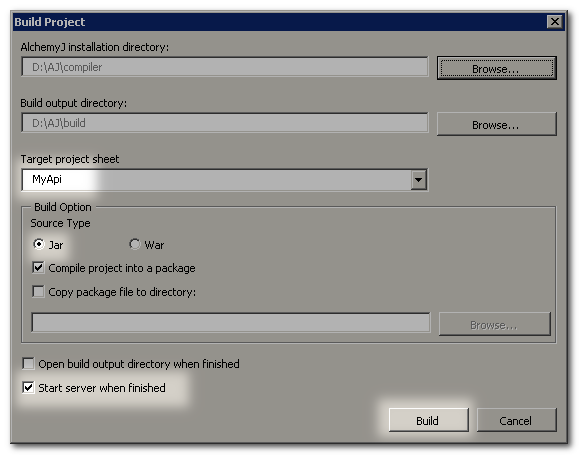 Build Project
AlchemyJ installation directory:
D:\AJ\compiler
Browse...
Build output directory:
D:\AJ\build
Browse...
Target project sheet
MyApi
Build Option
Source Type
Jar War
Compile project into a package
Copy package file to directory:
Browse...
Open build output directory when finished
Start server when finished
Build Cancel